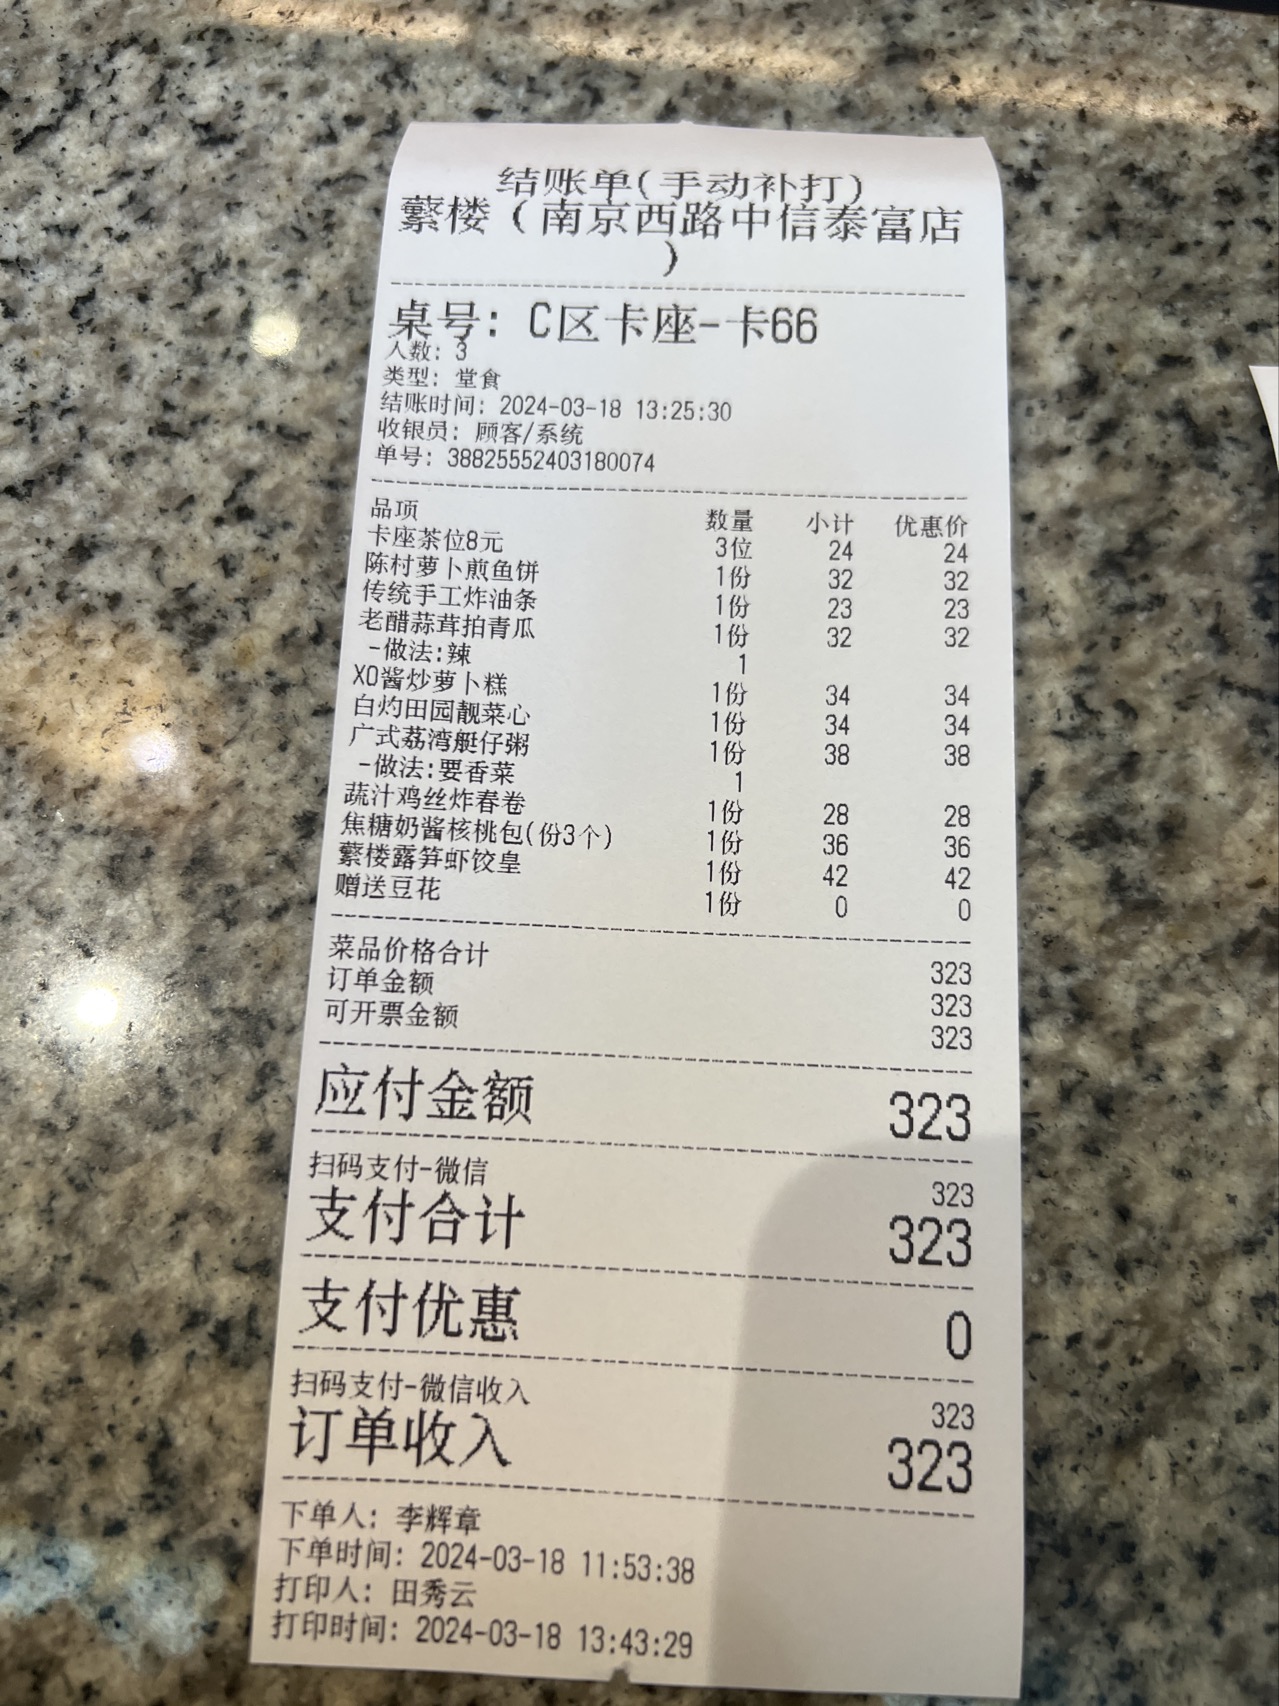 结账单(手动补打)
蘩楼(南京西路中信泰富店
)
桌号: C区卡座-卡66
人数: 3
类型: 堂食
结账时间: 2024-03-18 13:25:30
收银员: 顾客/系统
单号: 38825552403180074
品项 数量 小计 优惠价
卡座茶位8元 3位 24 24
陈村萝卜煎鱼饼 1份 32 32
传统手工炸油条 1份 23 23
老醋蒜茸拍青瓜 1份 32 32
-做法:辣 1
XO酱炒萝卜糕 1份 34 34
白灼田园靓菜心 1份 34 34
广式荔湾艇仔粥 1份 38 38
-做法:要香菜 1
蔬汁鸡丝炸春卷 1份 28 28
焦糖奶酱核桃包(份3个) 1份 36 36
蘩楼露笋虾饺皇 1份 42 42
赠送豆花 1份 0 0
菜品价格合计 323
订单金额 323
可开票金额 323
应付金额 323
扫码支付-微信 323
支付合计 323
支付优惠 0
扫码支付-微信收入 323
订单收入 323
下单人: 李辉章
下单时间: 2024-03-18 11:53:38
打印人: 田秀云
打印时间: 2024-03-18 13:43:29